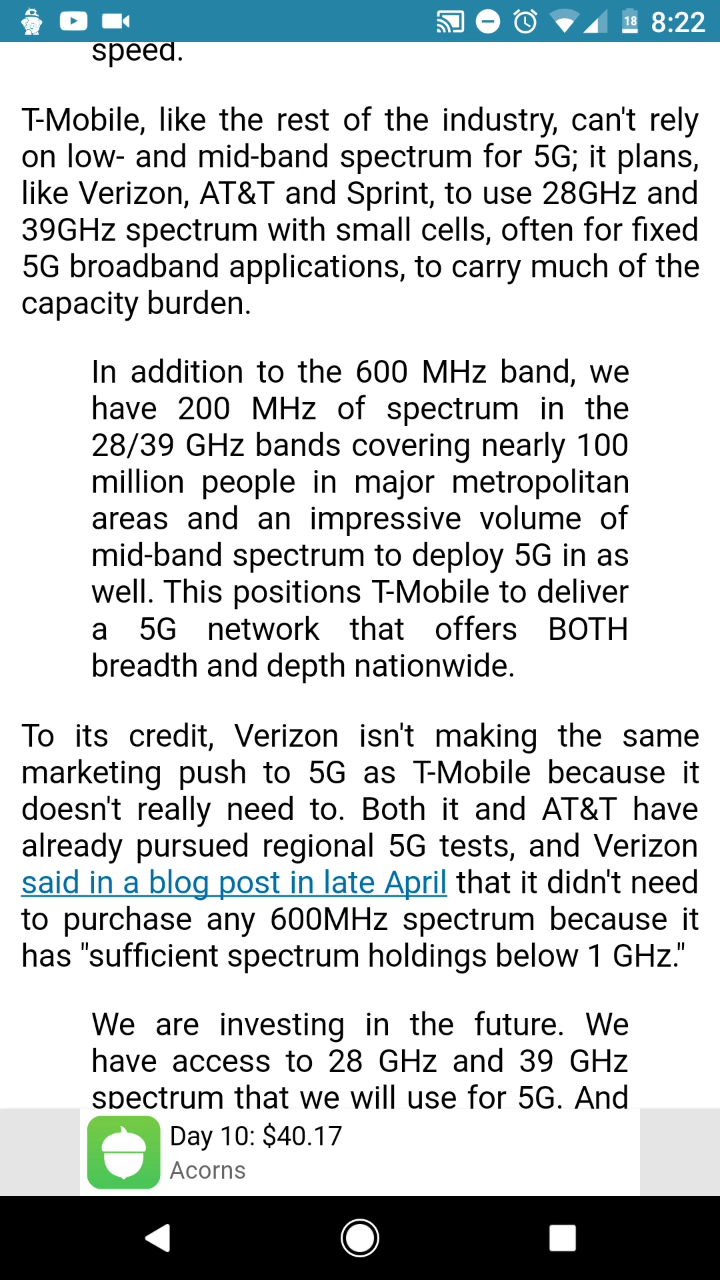 18 8:22
speed.
T-Mobile, like the rest of the industry, can't rely
on low- and mid-band spectrum for 5G; it plans,
like Verizon, AT&T and Sprint, to use 28GHz and
39GHz spectrum with small cells, often for fixed
5G broadband applications, to carry much of the
capacity burden.
In addition to the 600 MHz band, we
have 200 MHz of spectrum in the
28/39 GHz bands covering nearly 100
million people in major metropolitan
areas and an impressive volume of
mid-band spectrum to deploy 5G in as
well. This positions T-Mobile to deliver
a 5G network that offers BOTH
breadth and depth nationwide.
To its credit, Verizon isn't making the same
marketing push to 5G as T-Mobile because it
doesn't really need to. Both it and AT&T have
already pursued regional 5G tests, and Verizon
said in a blog post in late April that it didn't need
to purchase any 600MHz spectrum because it
has "sufficient spectrum holdings below 1 GHz."
We are investing in the future. We
have access to 28 GHz and 39 GHz
spectrum that we will use for 5G. And
Day 10: $40.17
Acorns